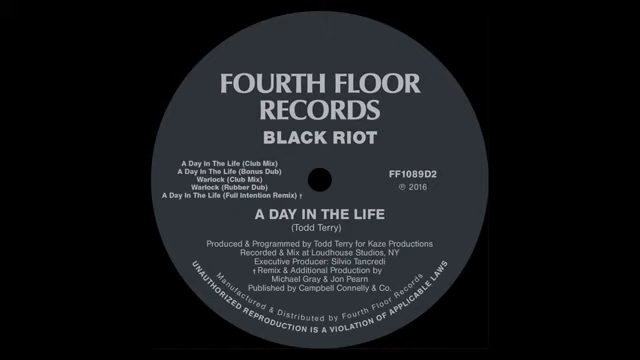 FOURTH FLOOR
RECORDS
BLACK RIOT
A Day In The Life (Club Mix)
A Day In The Life (Bonus Dub)
Warlock (Club Mix)
Warlock (Rubber Dub)
A Day In The Life (Full Intention Remix) †
FF1089D2
℗ 2016
A DAY IN THE LIFE
(Todd Terry)
Produced & Programmed by Todd Terry for Kaze Productions
Recorded & Mix at Loudhouse Studios, NY
Executive Producer: Silvio Tancredi
† Remix & Additional Production by
Michael Gray & Jon Pearn
Published by Campbell Connelly & Co.
Manufactured & Distributed by Fourth Floor Records
UNAUTHORIZED REPRODUCTION IS A VIOLATION OF APPLICABLE LAWS